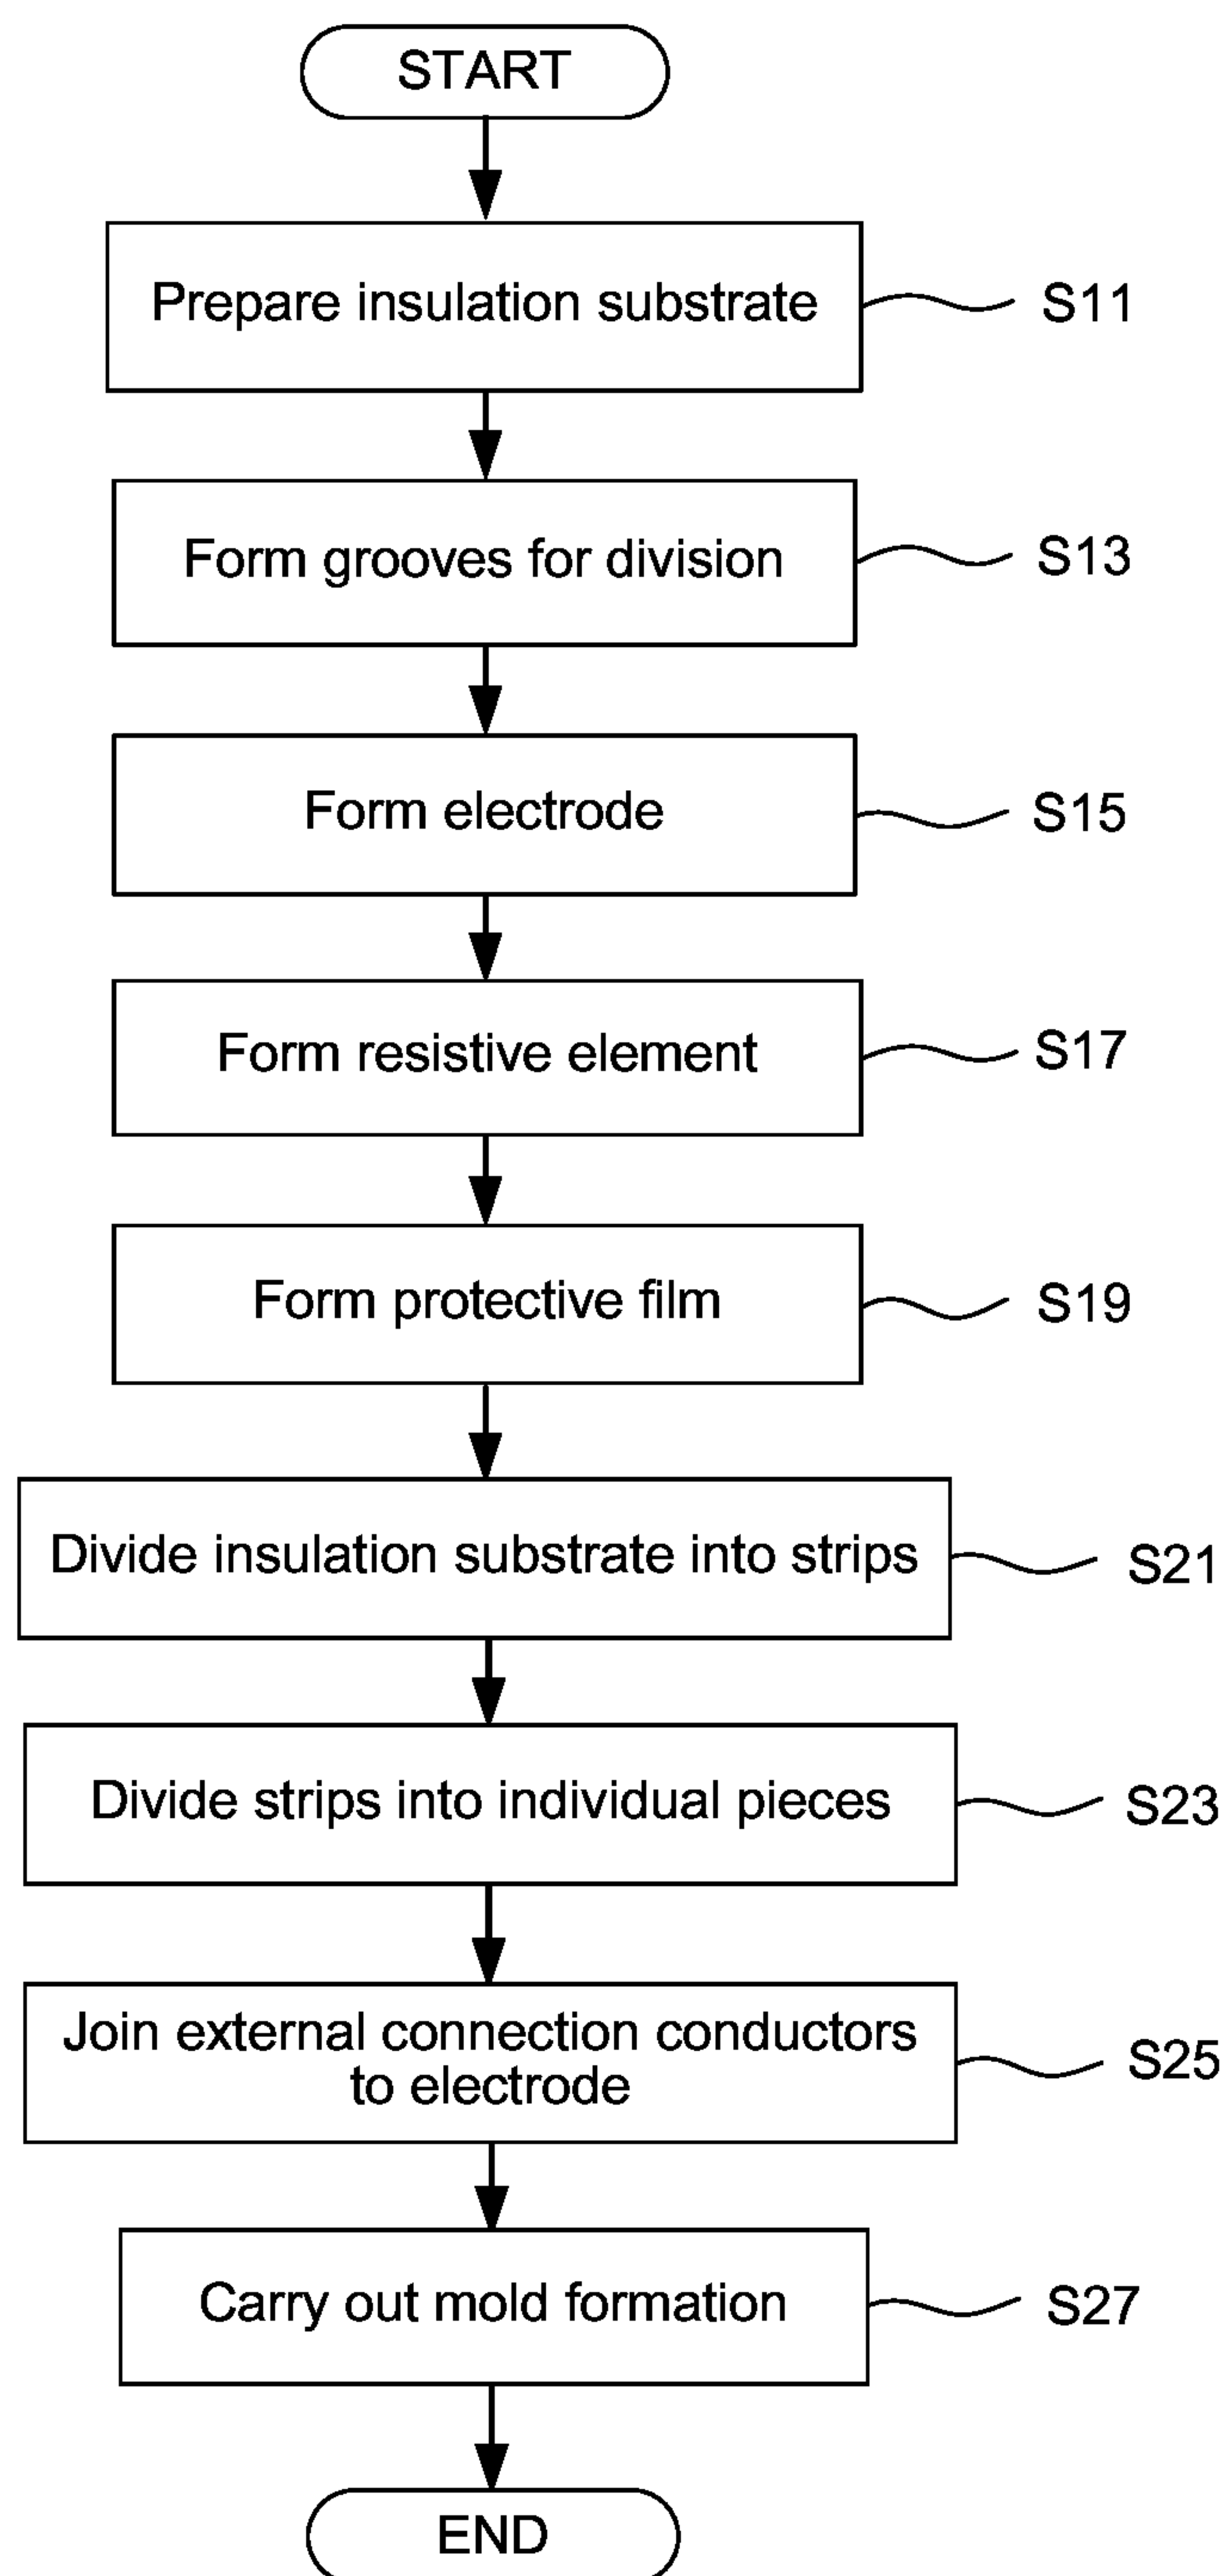 START
Prepare insulation substrate
S11
Form grooves for division
S13
Form electrode
S15
Form resistive element
S17
Form protective film
S19
Divide insulation substrate into strips
S21
Divide strips into individual pieces
S23
Join external connection conductors
to electrode
S25
Carry out mold formation
S27
END